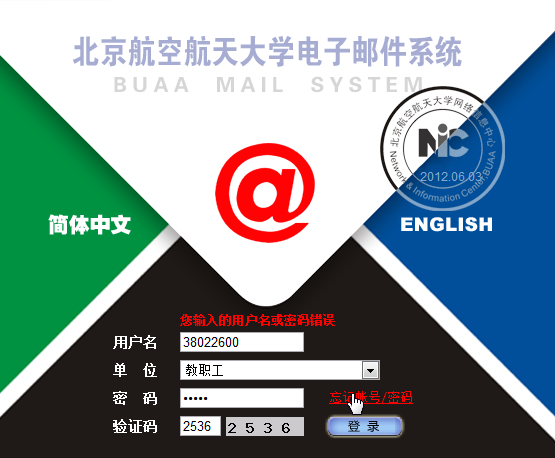 北京航空航天大学电子邮件系统
BUAA MAIL SYSTEM
北京航空航天大学网络信息中心
NiC
2012.06.03
Network & Information Center,BUAA
@
简体中文
ENGLISH
您输入的用户名或密码错误
用户名 38022600
单 位 教职工
密 码 •••••
忘记帐号/密码
验证码 2536 2 5 3 6
登 录